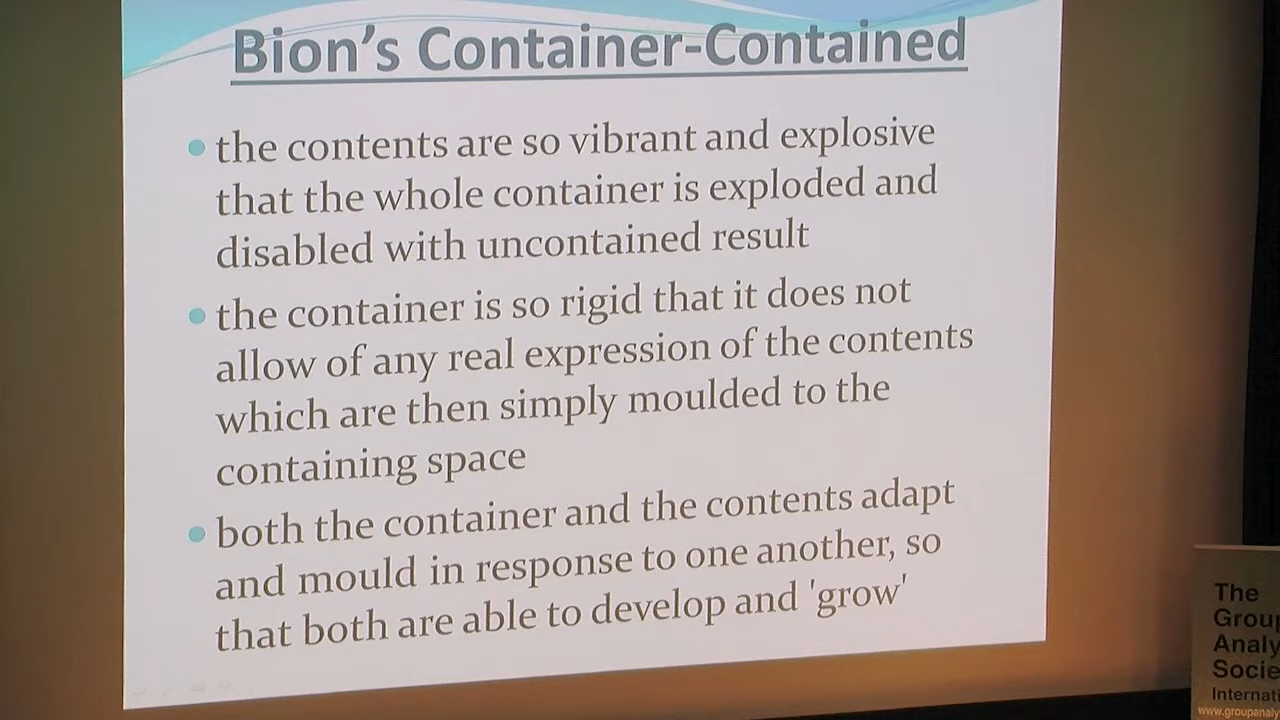 Bion's Container-Contained
the contents are so vibrant and explosive
that the whole container is exploded and
disabled with uncontained result
the container is so rigid that it does not
allow of any real expression of the contents
which are then simply moulded to the
containing space
both the container and the contents adapt
and mould in response to one another, so
that both are able to develop and 'grow'
The
Group
Analy
Socie
Internati
www.groupanaly